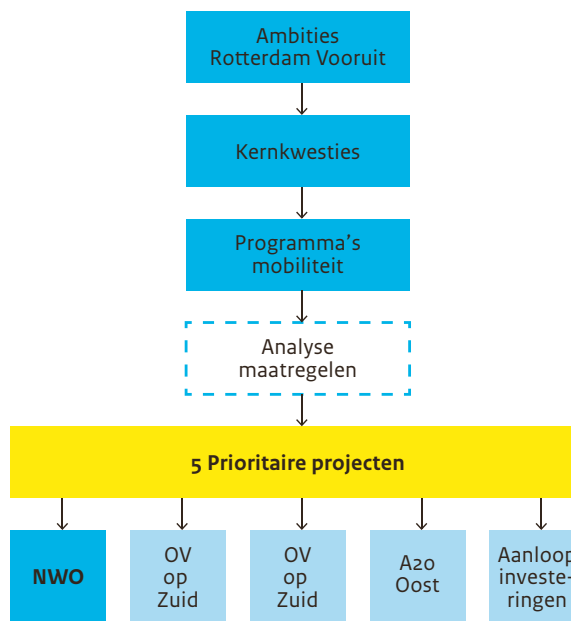 Ambities
Rotterdam Vooruit
Kernkwesties
Programma's
mobiliteit
Analyse
maatregelen
5 Prioritaire projecten
NWO
OV
op
Zuid
OV
op
Zuid
A20
Oost
Aanloop
investe-
ringen